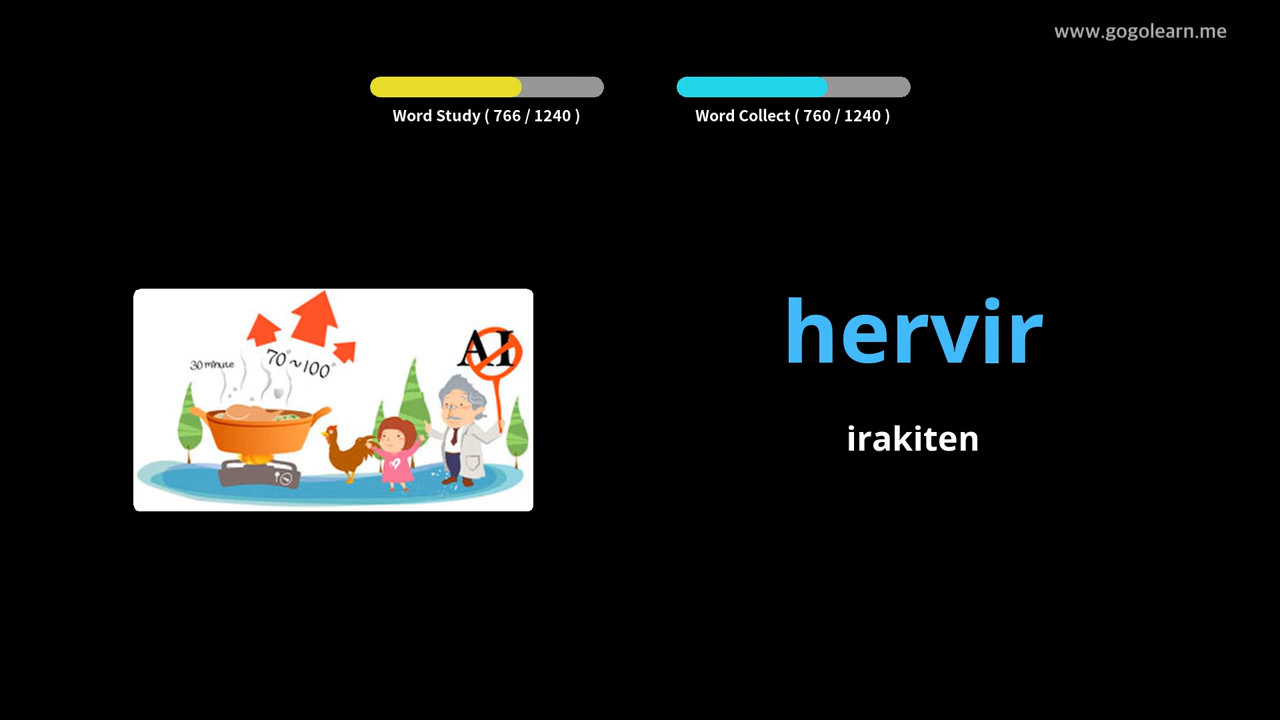 www.gogolearn.me
Word Study ( 766 / 1240 )
Word Collect ( 760 / 1240 )
30 minute
70°~100°
AI
hervir
irakiten